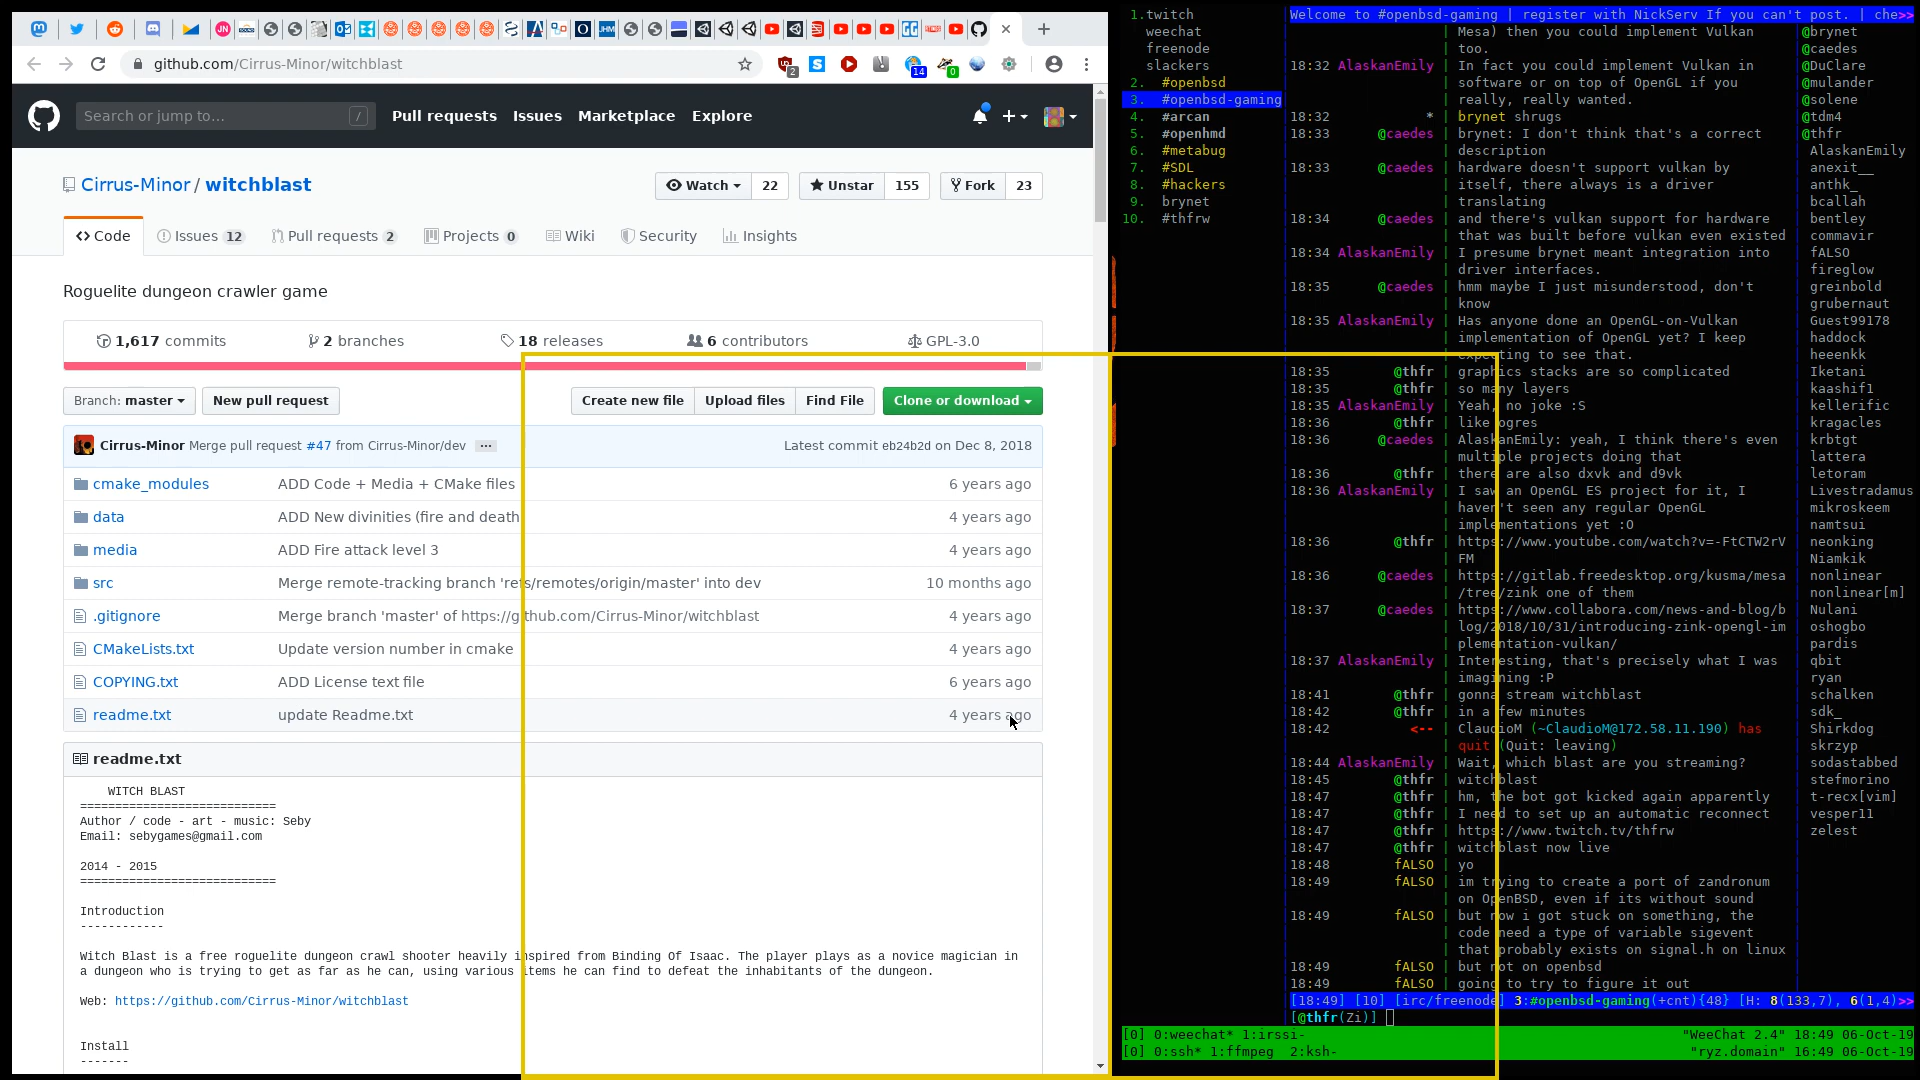 github.com/Cirrus-Minor/witchblast
2
14
0
Search or jump to...
/
Pull requests Issues Marketplace Explore
Cirrus-Minor / witchblast
Watch 22 Unstar 155 Fork 23
Code Issues 12 Pull requests 2 Projects 0 Wiki Security Insights
Roguelite dungeon crawler game
1,617 commits 2 branches 18 releases 6 contributors GPL-3.0
Branch: master New pull request Create new file Upload files Find File Clone or download
Cirrus-Minor Merge pull request #47 from Cirrus-Minor/dev ... Latest commit eb24b2d on Dec 8, 2018
cmake_modules ADD Code + Media + CMake files 6 years ago
data ADD New divinities (fire and death 4 years ago
media ADD Fire attack level 3 4 years ago
src Merge remote-tracking branch 'refs/remotes/origin/master' into dev 10 months ago
.gitignore Merge branch 'master' of https://github.com/Cirrus-Minor/witchblast 4 years ago
CMakeLists.txt Update version number in cmake 4 years ago
COPYING.txt ADD License text file 6 years ago
readme.txt update Readme.txt 4 years ago
readme.txt
WITCH BLAST
============================
Author / code - art - music: Seby
Email: sebygames@gmail.com
2014 - 2015
============================
Introduction
------------
Witch Blast is a free roguelite dungeon crawl shooter heavily inspired from Binding Of Isaac. The player plays as a novice magician in
a dungeon who is trying to get as far as he can, using various items he can find to defeat the inhabitants of the dungeon.
Web: https://github.com/Cirrus-Minor/witchblast
Install
-------
1.twitch
weechat
freenode
slackers
2. #openbsd
3. #openbsd-gaming
4. #arcan
5. #openhmd
6. #metabug
7. #SDL
8. #hackers
9. brynet
10. #thfrw
Welcome to #openbsd-gaming | register with NickServ If you can't post. | che>>
Mesa) then you could implement Vulkan
too.
18:32 AlaskanEmily | In fact you could implement Vulkan in
software or on top of OpenGL if you
really, really wanted.
18:32 * | brynet shrugs
18:33 @caedes | brynet: I don't think that's a correct
description
18:33 @caedes | hardware doesn't support vulkan by
itself, there always is a driver
translating
18:34 @caedes | and there's vulkan support for hardware
that was built before vulkan even existed
18:34 AlaskanEmily | I presume brynet meant integration into
driver interfaces.
18:35 @caedes | hmm maybe I just misunderstood, don't
know
18:35 AlaskanEmily | Has anyone done an OpenGL-on-Vulkan
implementation of OpenGL yet? I keep
expecting to see that.
18:35 @thfr | graphics stacks are so complicated
18:35 @thfr | so many layers
18:35 AlaskanEmily | Yeah, no joke :S
18:36 @thfr | like ogres
18:36 @caedes | AlaskanEmily: yeah, I think there's even
multiple projects doing that
18:36 @thfr | there are also dxvk and d9vk
18:36 AlaskanEmily | I saw an OpenGL ES project for it, I
haven't seen any regular OpenGL
implementations yet :O
18:36 @thfr | https://www.youtube.com/watch?v=-FtCTW2rV
FM
18:36 @caedes | https://gitlab.freedesktop.org/kusma/mesa
/tree/zink one of them
18:37 @caedes | https://www.collabora.com/news-and-blog/b
log/2018/10/31/introducing-zink-opengl-im
plementation-vulkan/
18:37 AlaskanEmily | Interesting, that's precisely what I was
imagining :P
18:41 @thfr | gonna stream witchblast
18:42 @thfr | in a few minutes
18:42 <-- | ClaudioM (~ClaudioM@172.58.11.190) has
quit (Quit: leaving)
18:44 AlaskanEmily | Wait, which blast are you streaming?
18:45 @thfr | witchblast
18:47 @thfr | hm, the bot got kicked again apparently
18:47 @thfr | I need to set up an automatic reconnect
18:47 @thfr | https://www.twitch.tv/thfrw
18:47 @thfr | witchblast now live
18:48 fALSO | yo
18:49 fALSO | im trying to create a port of zandronum
on OpenBSD, even if its without sound
18:49 fALSO | but now i got stuck on something, the
code need a type of variable sigevent
that probably exists on signal.h on linux
18:49 fALSO | but not on openbsd
18:49 fALSO | going to try to figure it out
[18:49] [10] [irc/freenode] 3:#openbsd-gaming(+cnt){48} [H: 8(133,7), 6(1,4)>>
[@thfr(Zi)]
@brynet
@caedes
@DuClare
@mulander
@solene
@tdm4
@thfr
AlaskanEmily
anexit__
anthk_
bcallah
bentley
commavir
fALSO
fireglow
greinbold
grubernaut
Guest99178
haddock
heeenkk
Iketani
kaashif1
kellerific
kragacles
krbtgt
lattera
letoram
Livestradamus
mikroskeem
namtsui
neonking
Niamkik
nonlinear
nonlinear[m]
Nulani
oshogbo
pardis
qbit
ryan
schalken
sdk_
Shirkdog
skrzyp
sodastabbed
stefmorino
t-recx[vim]
vesper11
zelest
[0] 0:weechat* 1:irssi- "WeeChat 2.4" 18:49 06-Oct-19
[0] 0:ssh* 1:ffmpeg 2:ksh- "ryz.domain" 16:49 06-Oct-19